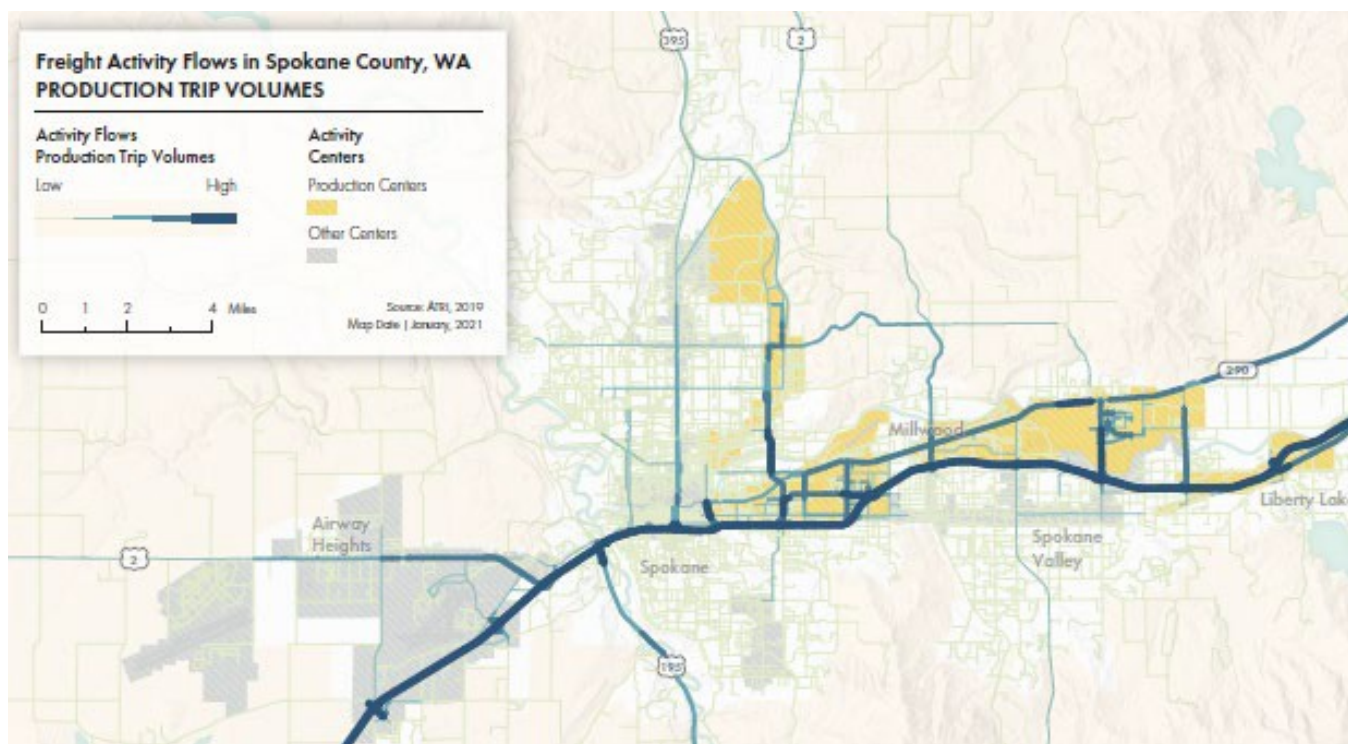 Freight Activity Flows in Spokane County, WA
PRODUCTION TRIP VOLUMES
Activity Flows
Production Trip Volumes
Low High
Activity
Centers
Production Centers
Other Centers
0 1 2 4 Miles
Source: ATRI, 2019
Map Date | January, 2021
395
2
290
Millwood
Liberty Lake
Airway
Heights
Spokane
Valley
2
Spokane
195